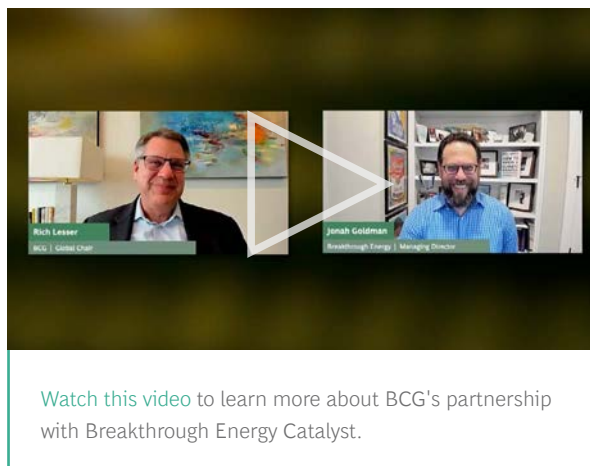 Rich Lesser
BCG | Global Chair
Jonah Goldman
Breakthrough Energy | Managing Director
Watch this video to learn more about BCG's partnership
with Breakthrough Energy Catalyst.